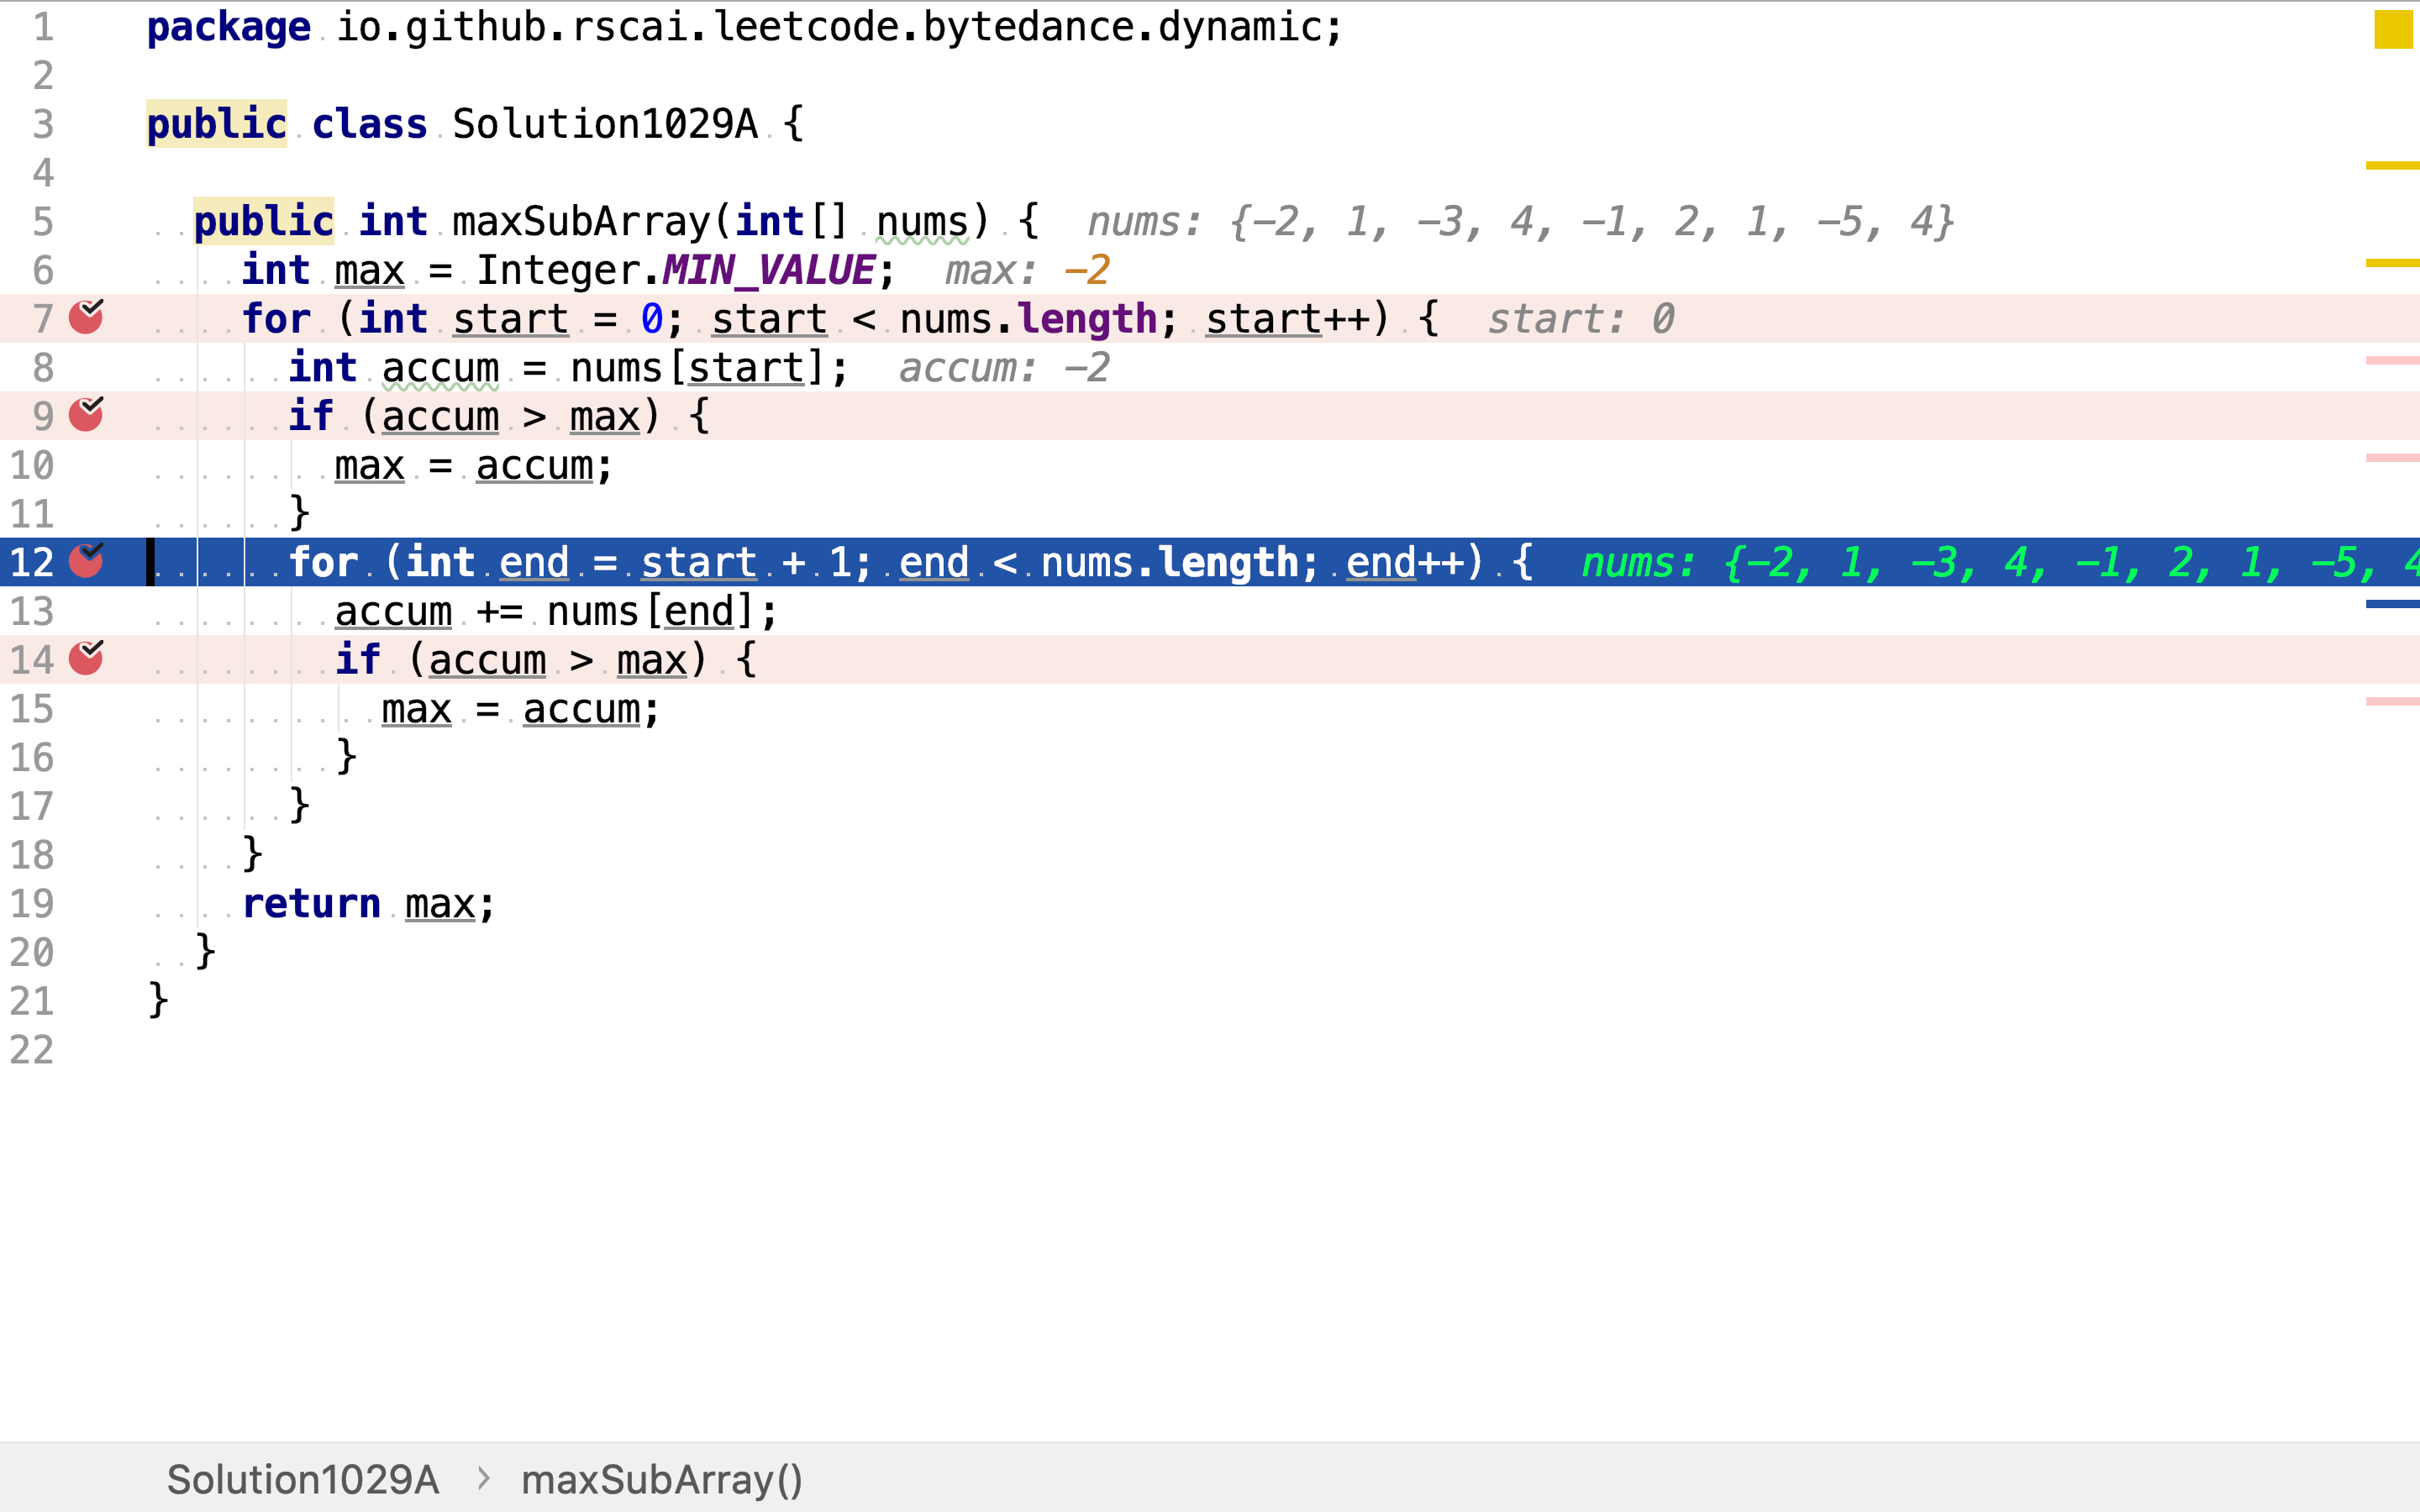 1 package io.github.rscai.leetcode.bytedance.dynamic;
2
3 public class Solution1029A {
4
5 public int maxSubArray(int[] nums) { nums: {-2, 1, -3, 4, -1, 2, 1, -5, 4}
6 int max = Integer.MIN_VALUE; max: -2
7 for (int start = 0; start < nums.length; start++) { start: 0
8 int accum = nums[start]; accum: -2
9 if (accum > max) {
10 max = accum;
11 }
12 for (int end = start + 1; end < nums.length; end++) { nums: {-2, 1, -3, 4, -1, 2, 1, -5, 4
13 accum += nums[end];
14 if (accum > max) {
15 max = accum;
16 }
17 }
18 }
19 return max;
20 }
21 }
22
Solution1029A > maxSubArray()